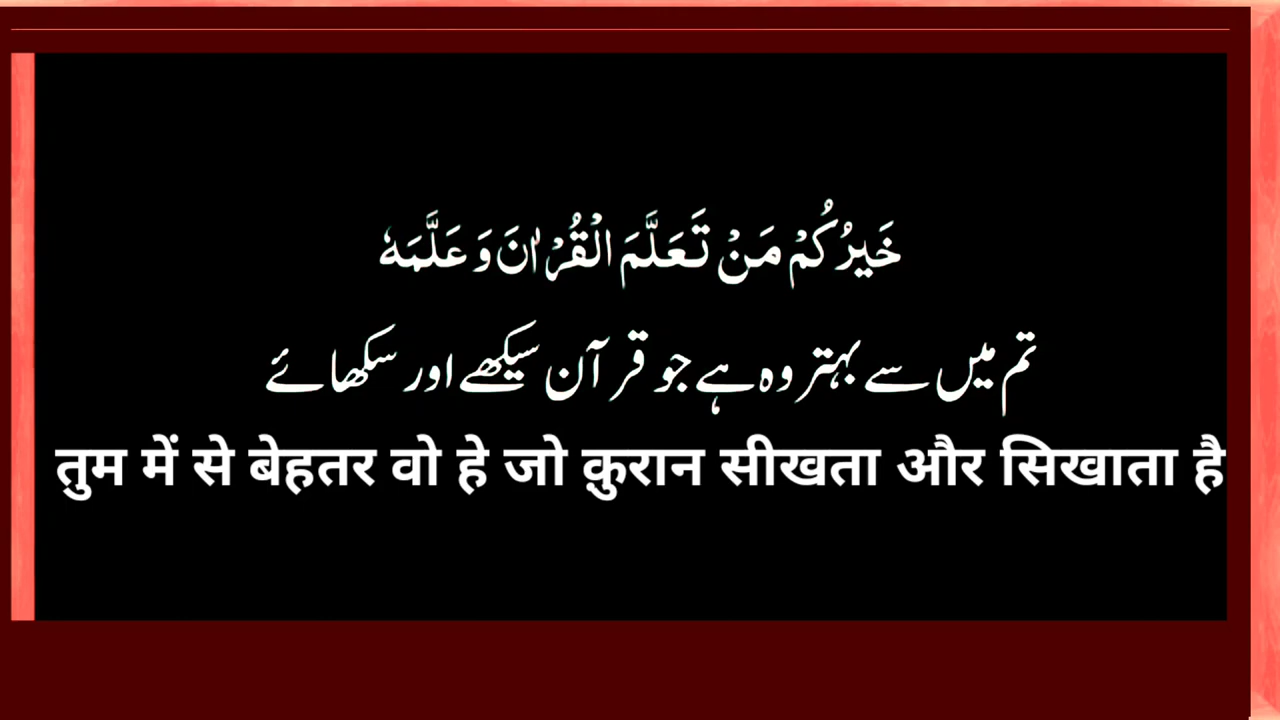 خَيْرُكُمْ مَنْ تَعَلَّمَ الْقُرْاٰنَ وَعَلَّمَهٗ
تم میں سے بہتر وہ ہے جو قرآن سیکھے اور سکھائے
तुम में से बेहतर वो हे जो क़ुरान सीखता और सिखाता है